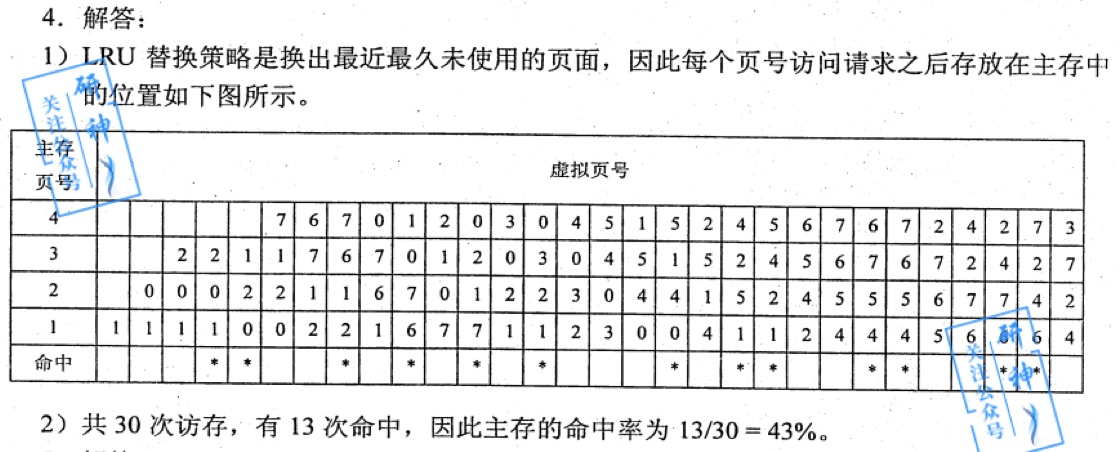 4．解答：
1）LRU 替换策略是换出最近最久未使用的页面，因此每个页号访问请求之后存放在主存中
的位置如下图所示。
主存
页号
虚拟页号
4 7 6 7 0 1 2 0 3 0 4 5 1 5 2 4 5 6 7 6 7 2 4 2 7 3
3 2 2 1 1 7 6 7 0 1 2 0 3 0 4 5 1 5 2 4 5 6 7 6 7 2 4 2 7
2 0 0 0 2 2 1 1 6 7 0 1 2 2 3 0 4 4 1 5 2 4 5 5 5 6 7 7 4 2
1 1 1 1 1 0 0 2 2 1 6 7 7 1 1 2 3 0 0 4 1 1 2 4 4 4 5 6 6 4
命中 * * * * * * * * * * * * *
2）共 30 次访存，有 13 次命中，因此主存的命中率为 13/30 = 43%。
关注公众号
研神
关注公众号
研神